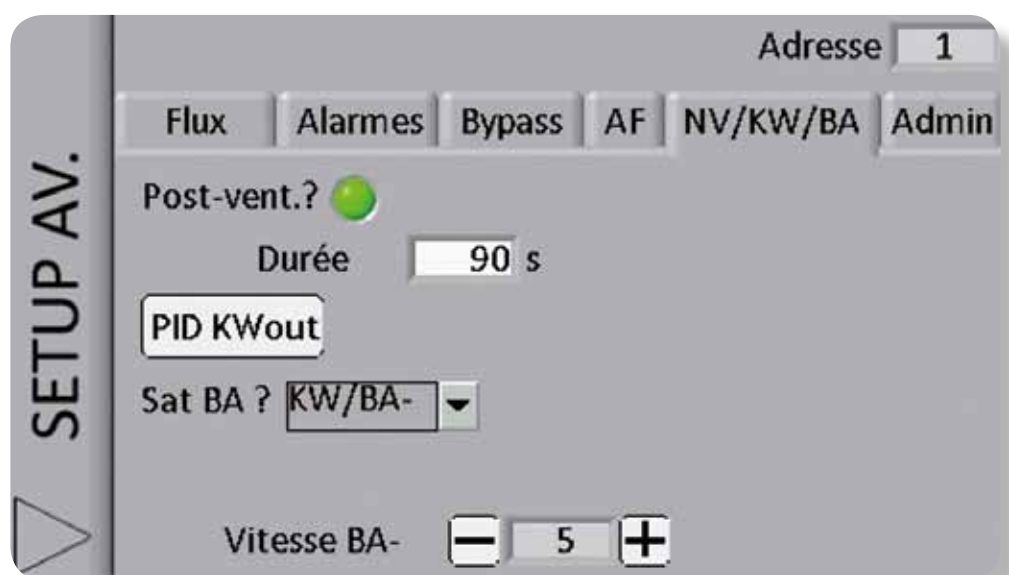 Adresse 1
Flux Alarmes Bypass AF NV/KW/BA Admin
SETUP AV.
Post-vent.?
Durée 90 s
PID KWout
Sat BA ? KW/BA-
Vitesse BA- 5